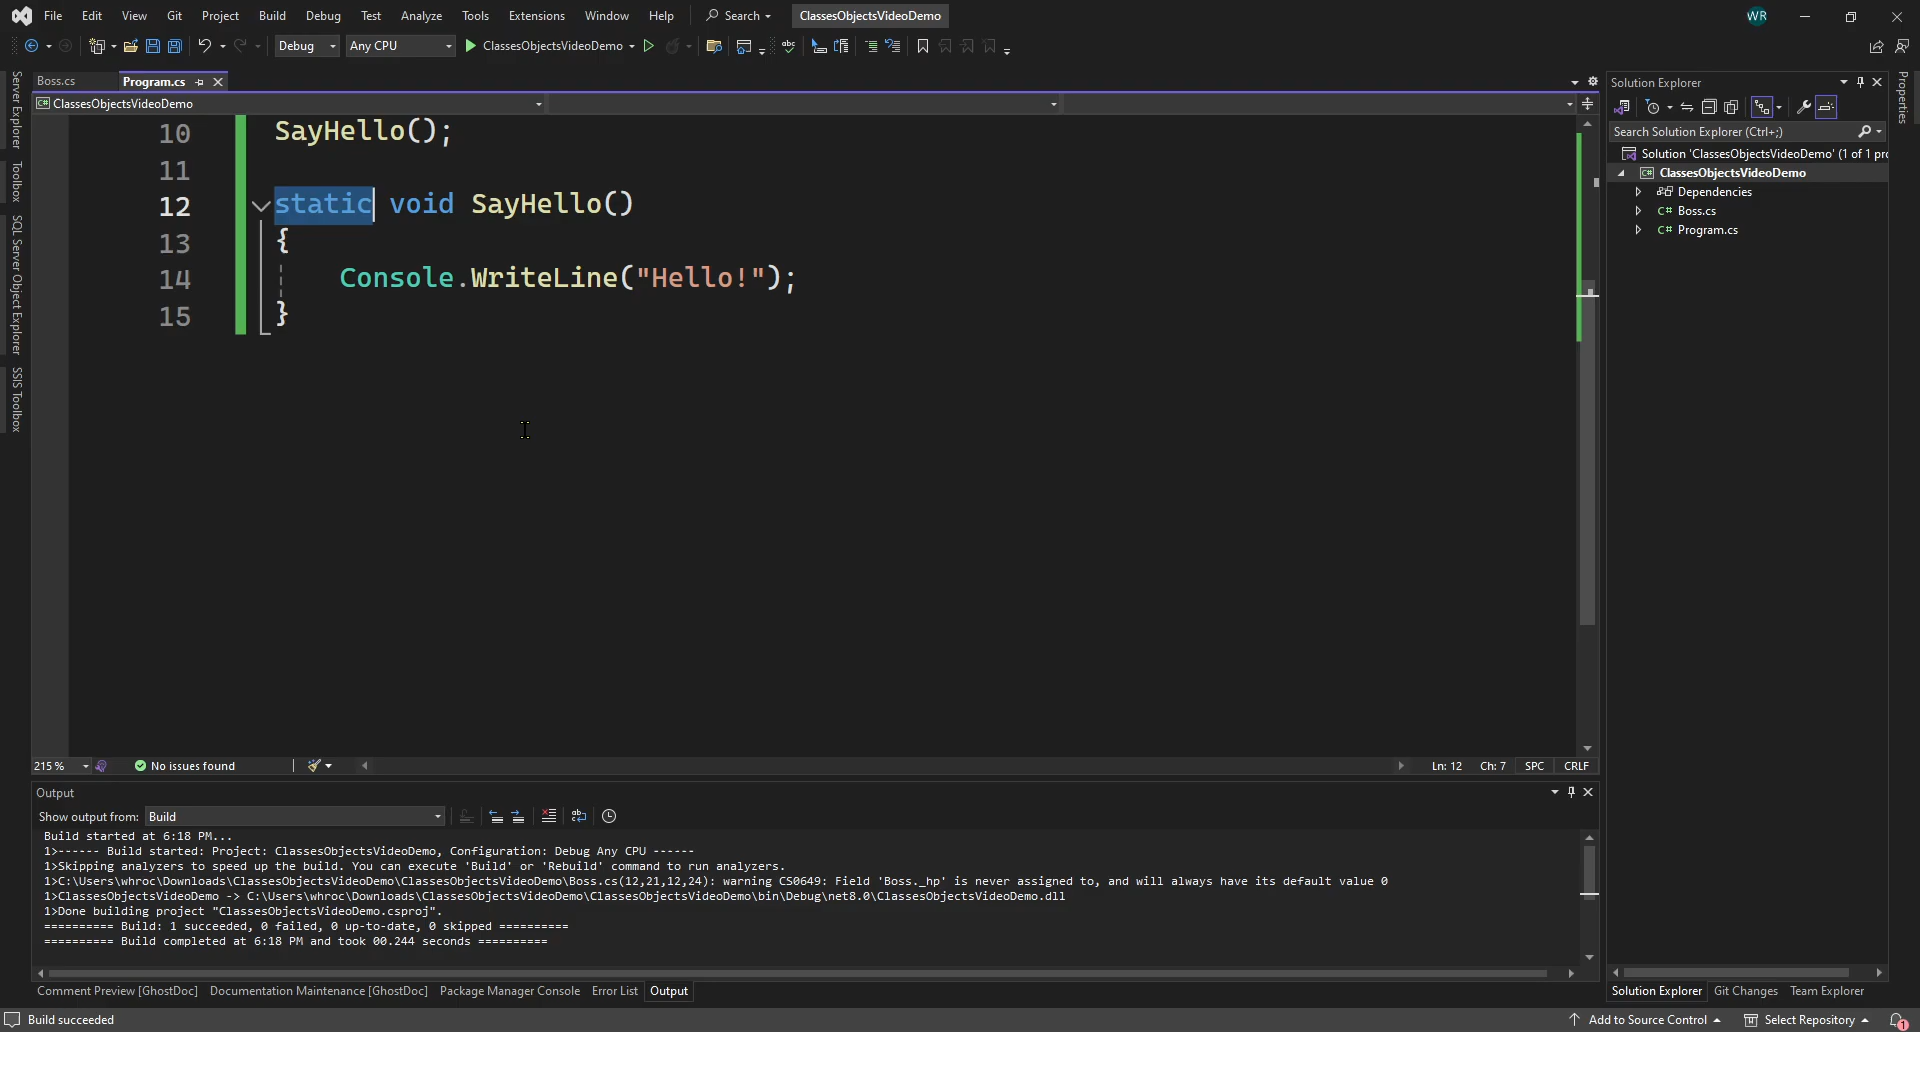 File Edit View Git Project Build Debug Test Analyze Tools Extensions Window Help Search ClassesObjectsVideoDemo WR
Debug Any CPU ClassesObjectsVideoDemo
Server Explorer
Toolbox
SQL Server Object Explorer
SSIS Toolbox
Boss.cs Program.cs
ClassesObjectsVideoDemo
10 SayHello();
11
12 static void SayHello()
13 {
14 Console.WriteLine("Hello!");
15 }
215 % No issues found Ln: 12 Ch: 7 SPC CRLF
Output
Show output from: Build
Build started at 6:18 PM...
1>------ Build started: Project: ClassesObjectsVideoDemo, Configuration: Debug Any CPU ------
1>Skipping analyzers to speed up the build. You can execute 'Build' or 'Rebuild' command to run analyzers.
1>C:\Users\whroc\Downloads\ClassesObjectsVideoDemo\ClassesObjectsVideoDemo\Boss.cs(12,21,12,24): warning CS0649: Field 'Boss._hp' is never assigned to, and will always have its default value 0
1>ClassesObjectsVideoDemo -> C:\Users\whroc\Downloads\ClassesObjectsVideoDemo\ClassesObjectsVideoDemo\bin\Debug\net8.0\ClassesObjectsVideoDemo.dll
1>Done building project "ClassesObjectsVideoDemo.csproj".
========== Build: 1 succeeded, 0 failed, 0 up-to-date, 0 skipped ==========
========== Build completed at 6:18 PM and took 00.244 seconds ==========
Comment Preview [GhostDoc] Documentation Maintenance [GhostDoc] Package Manager Console Error List Output
Solution Explorer
Search Solution Explorer (Ctrl+;)
Solution 'ClassesObjectsVideoDemo' (1 of 1 pro
C# ClassesObjectsVideoDemo
Dependencies
C# Boss.cs
C# Program.cs
Solution Explorer Git Changes Team Explorer
Properties
Build succeeded Add to Source Control Select Repository 1